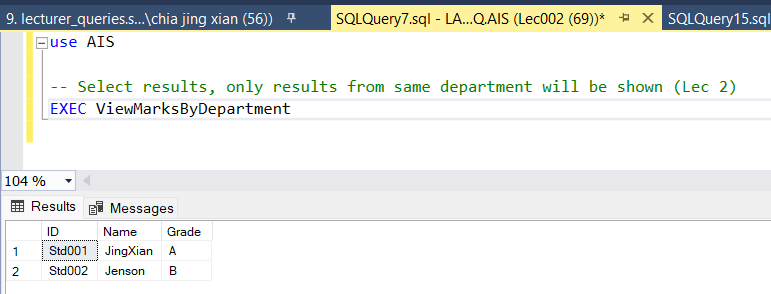 9. lecturer_queries.s...\chia jing xian (56)) SQLQuery7.sql - LA...Q.AIS (Lec002 (69))* SQLQuery15.sql
use AIS
-- Select results, only results from same department will be shown (Lec 2)
EXEC ViewMarksByDepartment
104 %
Results Messages
ID Name Grade
1 Std001 JingXian A
2 Std002 Jenson B